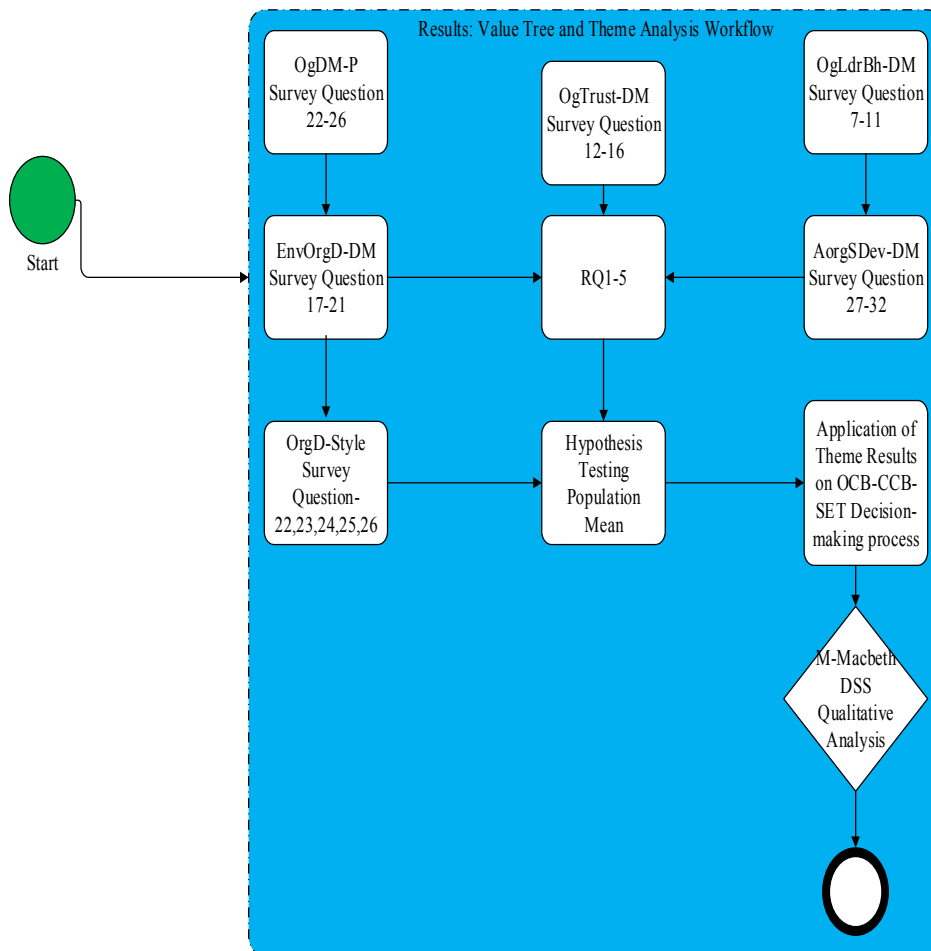 Results: Value Tree and Theme Analysis Workflow
OgDM-P
Survey Question
22-26
OgTrust-DM
Survey Question
12-16
OgLdrBh-DM
Survey Question
7-11
Start
EnvOrgD-DM
Survey Question
17-21
RQ1-5
AorgSDev-DM
Survey Question
27-32
OrgD-Style
Survey
Question-
22,23,24,25,26
Hypothesis
Testing
Population
Mean
Application of
Theme Results
on OCB-CCB-
SET Decision-
making process
M-Macbeth
DSS
Qualitative
Analysis